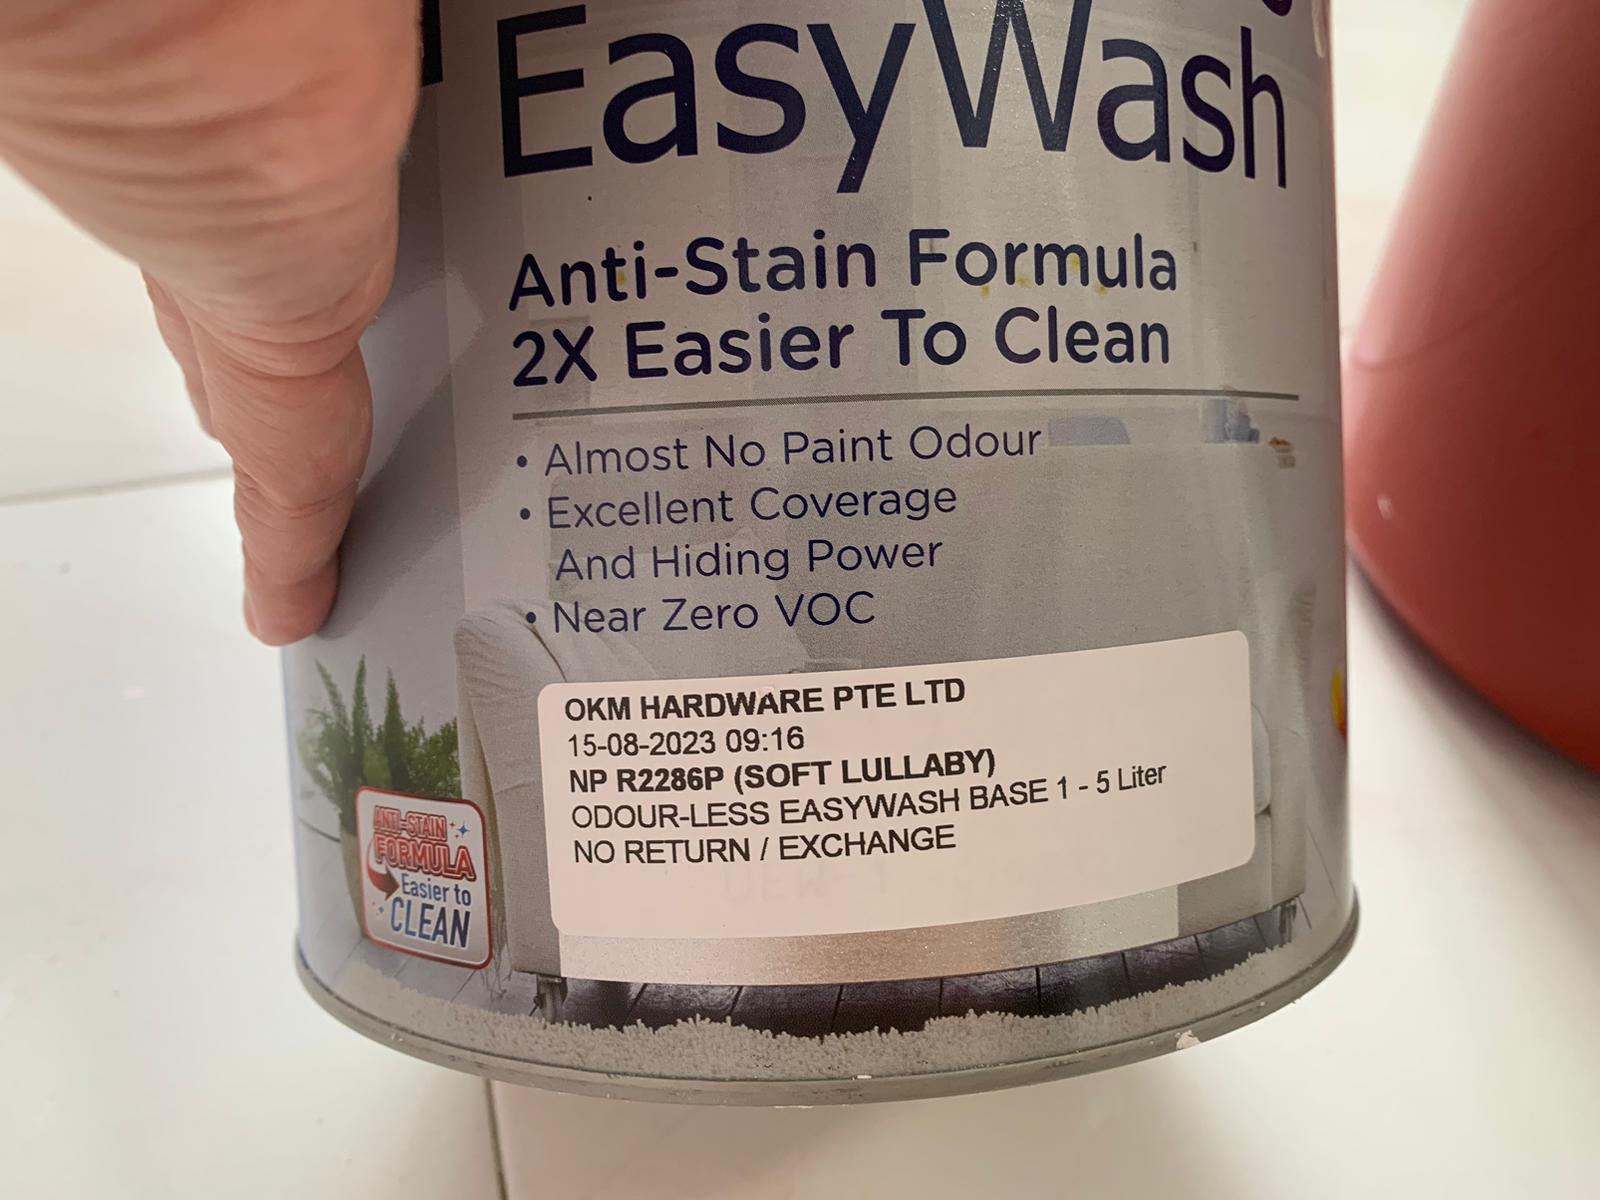 EasyWash
Anti-Stain Formula
2X Easier To Clean
• Almost No Paint Odour
• Excellent Coverage
And Hiding Power
• Near Zero VOC
OKM HARDWARE PTE LTD
15-08-2023 09:16
NP R2286P (SOFT LULLABY)
ODOUR-LESS EASYWASH BASE 1 - 5 Liter
NO RETURN / EXCHANGE
ANTI-STAIN
FORMULA
Easier to
CLEAN